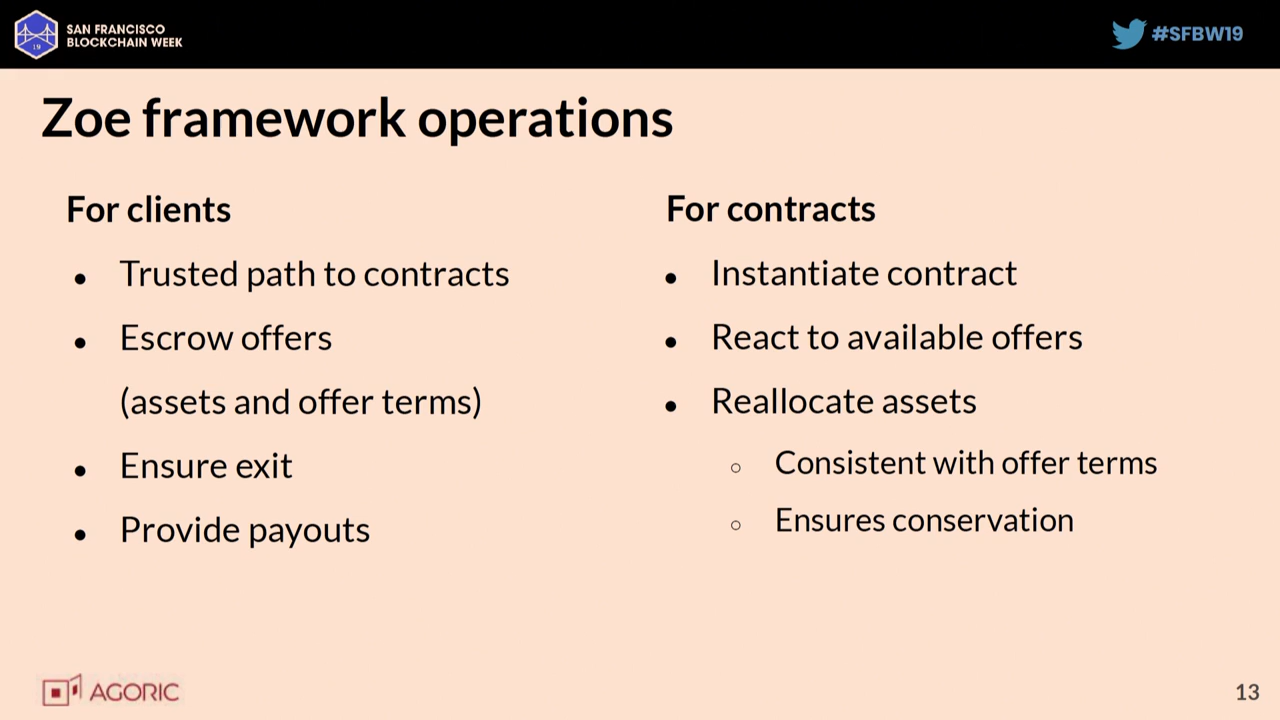 SAN FRANCISCO
BLOCKCHAIN WEEK
19
#SFBW19
Zoe framework operations
For clients
• Trusted path to contracts
• Escrow offers
(assets and offer terms)
• Ensure exit
• Provide payouts
For contracts
• Instantiate contract
• React to available offers
• Reallocate assets
○ Consistent with offer terms
○ Ensures conservation
AGORIC
13